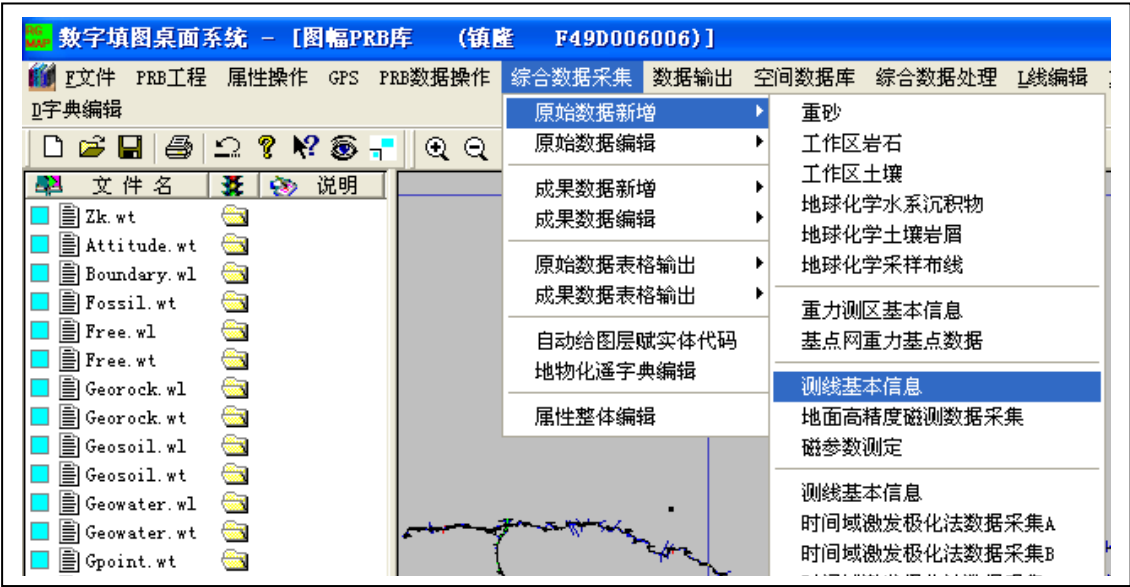 RG MAP 数字填图桌面系统 - [图幅PRB库 (镇隆 F49D006006)]
F文件 PRB工程 属性操作 GPS PRB数据操作 综合数据采集 数据输出 空间数据库 综合数据处理 L线编辑
D字典编辑
文件名 说明
Zk.wt
Attitude.wt
Boundary.wl
Fossil.wt
Free.wl
Free.wt
Georock.wl
Georock.wt
Geosoil.wl
Geosoil.wt
Geowater.wl
Geowater.wt
Gpoint.wt
原始数据新增
原始数据编辑
成果数据新增
成果数据编辑
原始数据表格输出
成果数据表格输出
自动给图层赋实体代码
地物化遥字典编辑
属性整体编辑
重砂
工作区岩石
工作区土壤
地球化学水系沉积物
地球化学土壤岩屑
地球化学采样布线
重力测区基本信息
基点网重力基点数据
测线基本信息
地面高精度磁测数据采集
磁参数测定
测线基本信息
时间域激发极化法数据采集A
时间域激发极化法数据采集B